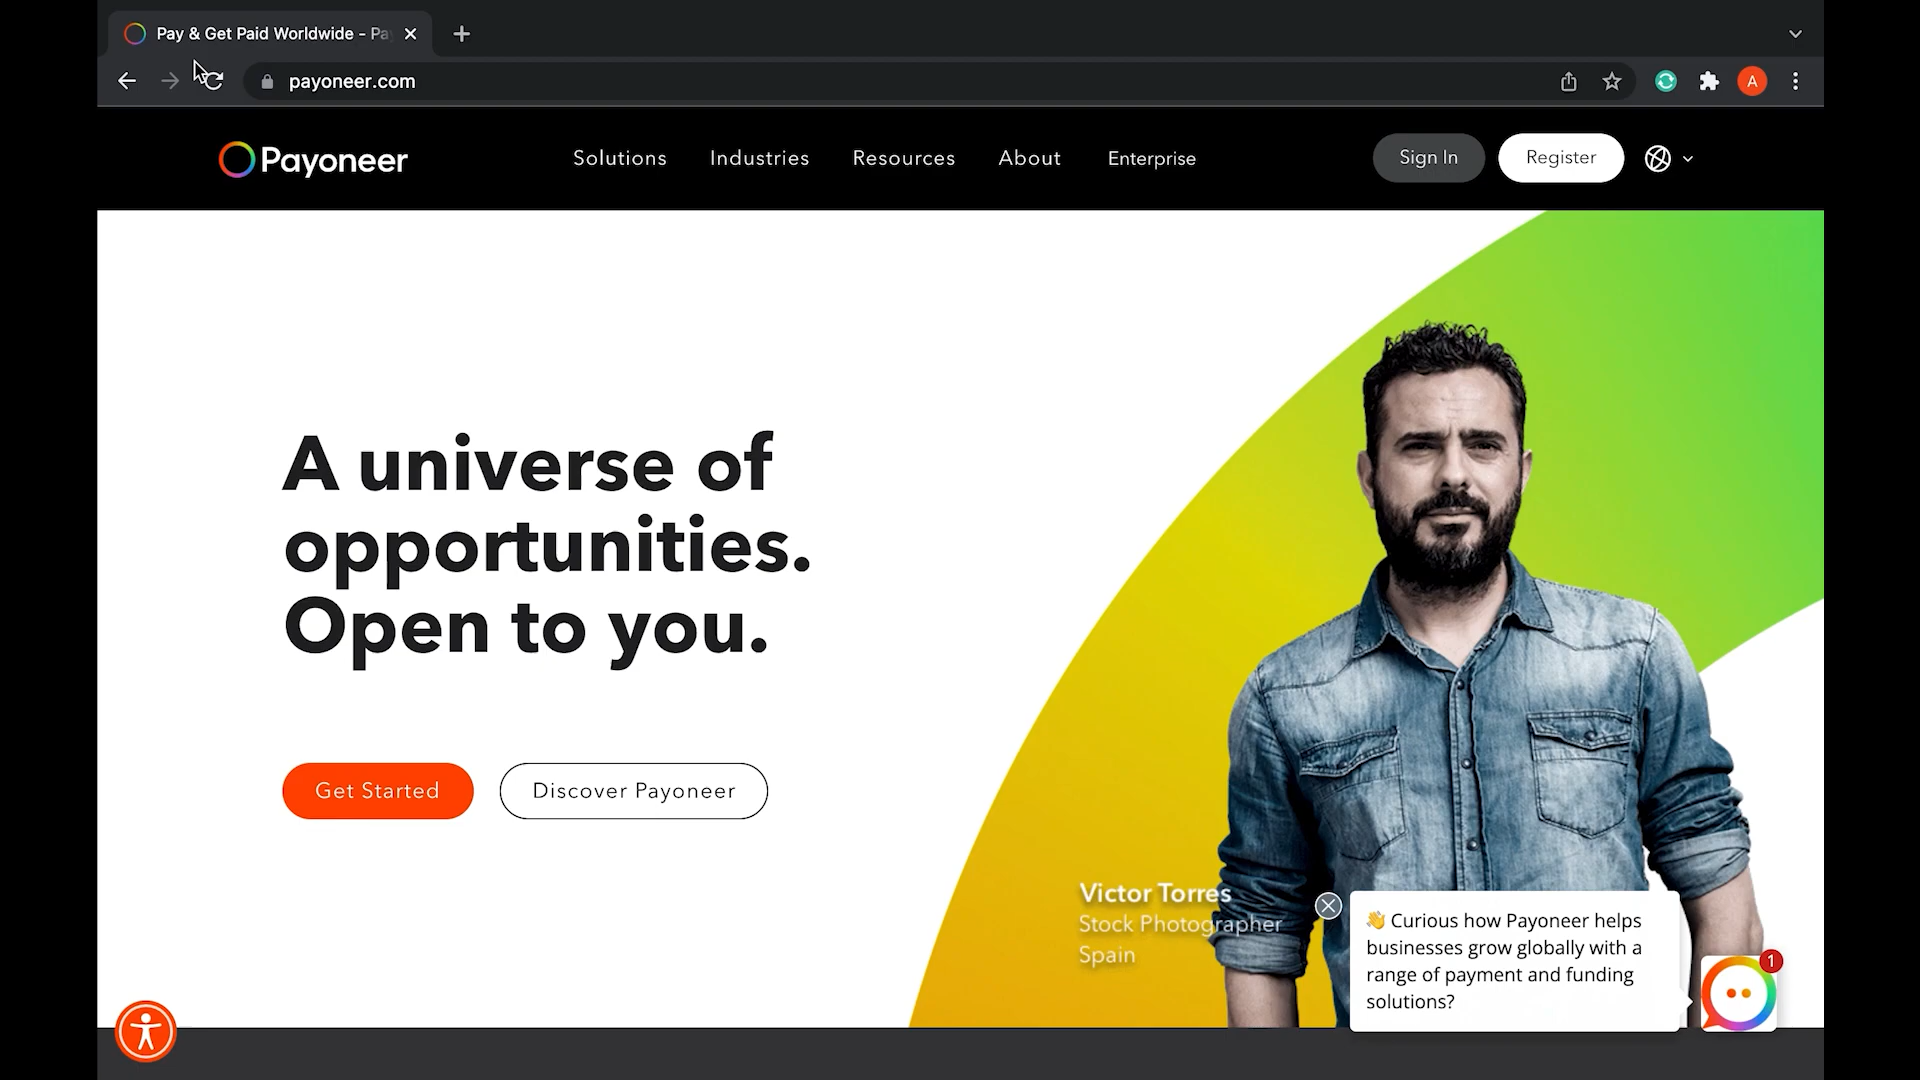 Pay & Get Paid Worldwide - Pa
payoneer.com
A
Payoneer
Solutions
Industries
Resources
About
Enterprise
Sign In
Register
A universe of
opportunities.
Open to you.
Get Started
Discover Payoneer
Victor Torres
Stock Photographer
Spain
👋 Curious how Payoneer helps
businesses grow globally with a
range of payment and funding
solutions?
1